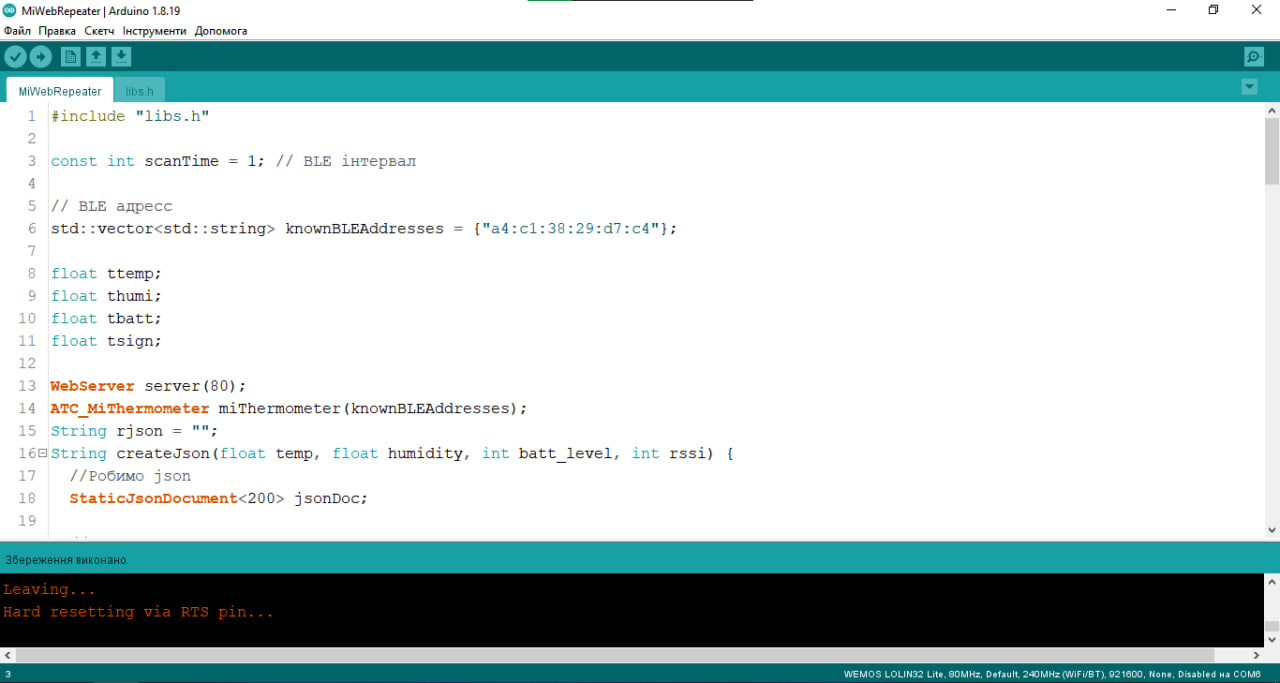 MiWebRepeater | Arduino 1.8.19
Файл Правка Скетч Інструменти Допомога
MiWebRepeater libs.h
1 #include "libs.h"
2
3 const int scanTime = 1; // BLE інтервал
4
5 // BLE адресс
6 std::vector<std::string> knownBLEAddresses = {"a4:c1:38:29:d7:c4"};
7
8 float ttemp;
9 float thumi;
10 float tbatt;
11 float tsign;
12
13 WebServer server(80);
14 ATC_MiThermometer miThermometer(knownBLEAddresses);
15 String rjson = "";
16 String createJson(float temp, float humidity, int batt_level, int rssi) {
17 //Робимо json
18 StaticJsonDocument<200> jsonDoc;
19
Збереження виконано.
Leaving...
Hard resetting via RTS pin...
3 WEMOS LOLIN32 Lite, 80MHz, Default, 240MHz (WiFi/BT), 921600, None, Disabled на COM6